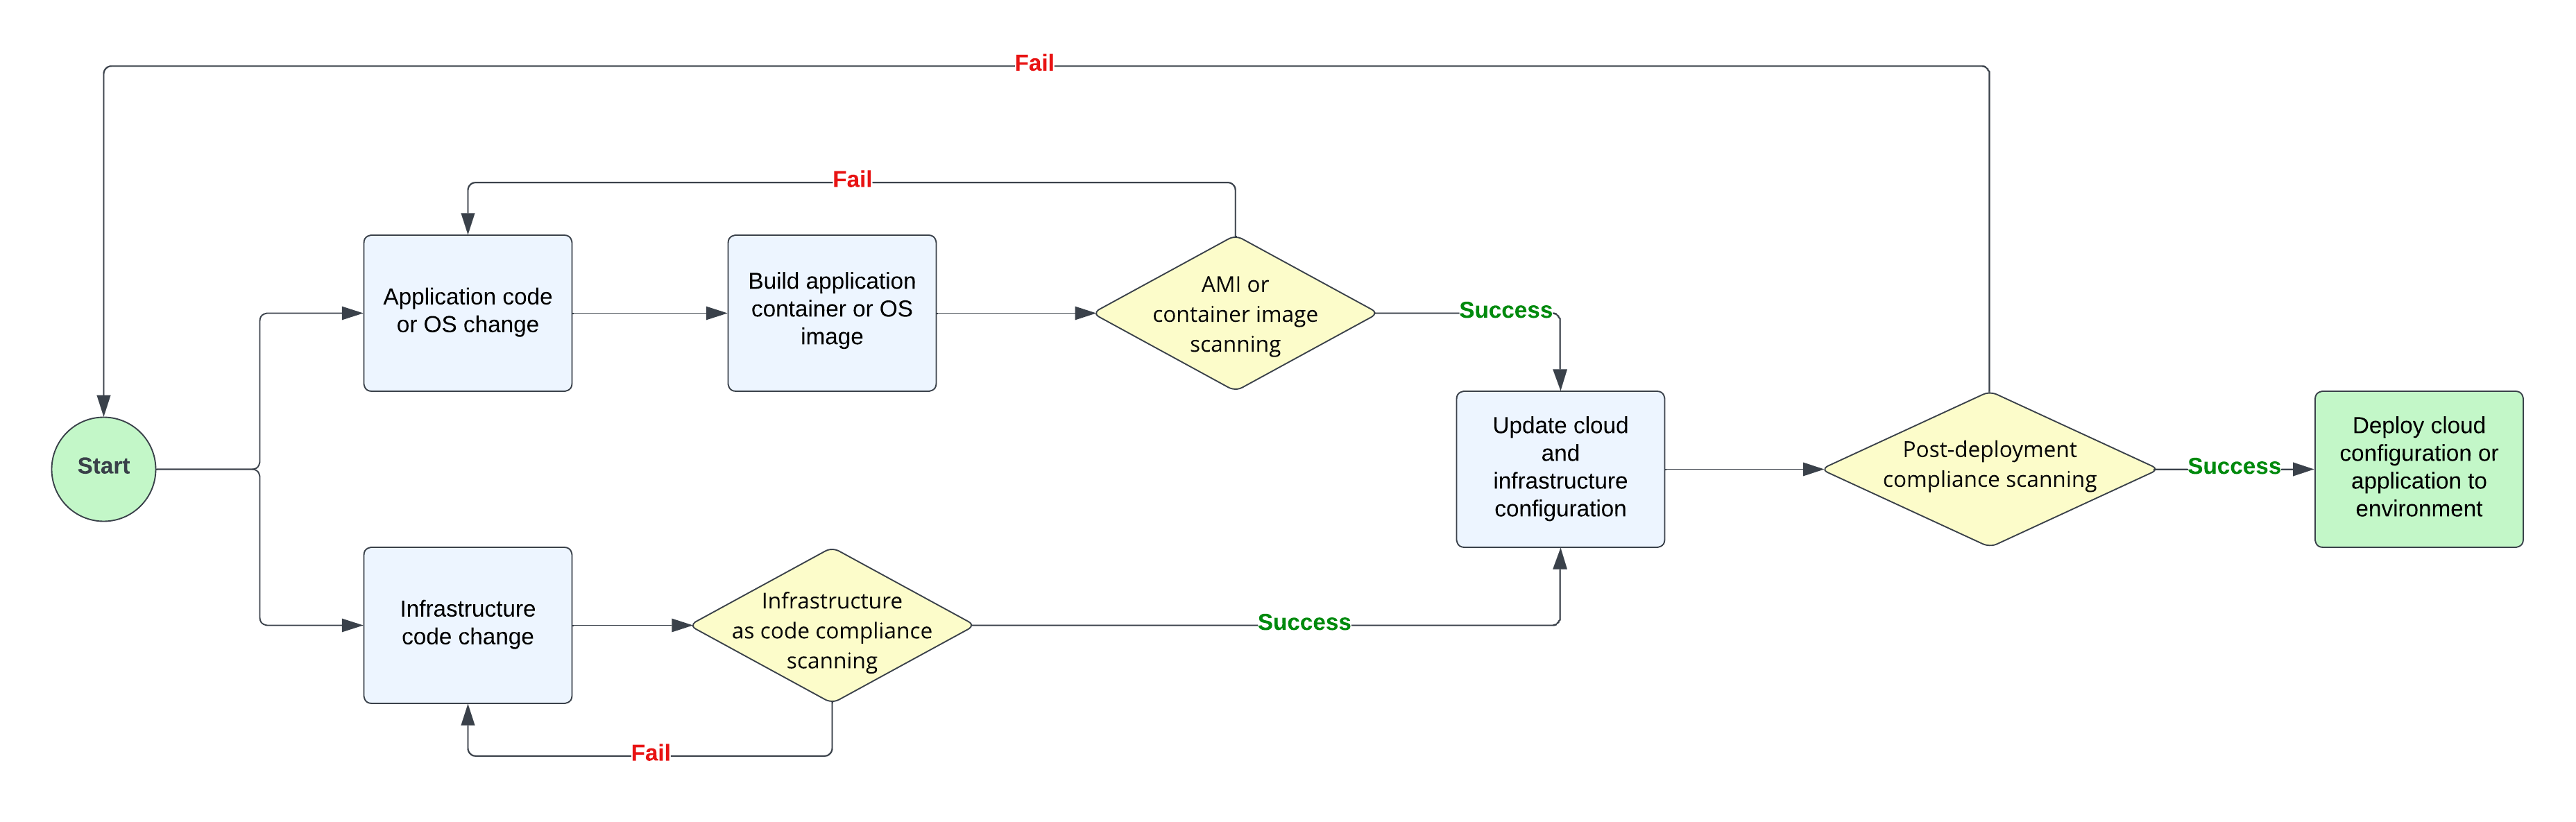 Fail
Fail
Application code
or OS change
Build application
container or OS
image
AMI or
container image
scanning
Success
Start
Update cloud
and
infrastructure
configuration
Post-deployment
compliance scanning
Success
Deploy cloud
configuration or
application to
environment
Infrastructure
code change
Infrastructure
as code compliance
scanning
Success
Fail